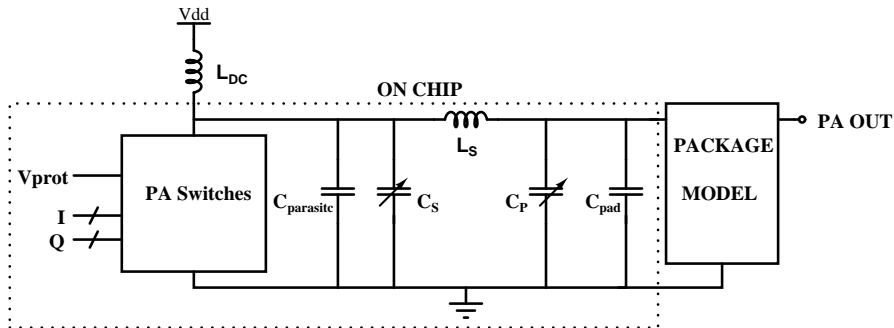 Vdd
LDC
ON CHIP
LS
PACKAGE
MODEL
PA OUT
Vprot
PA Switches
I
Q
Cparasitc
CS
CP
Cpad